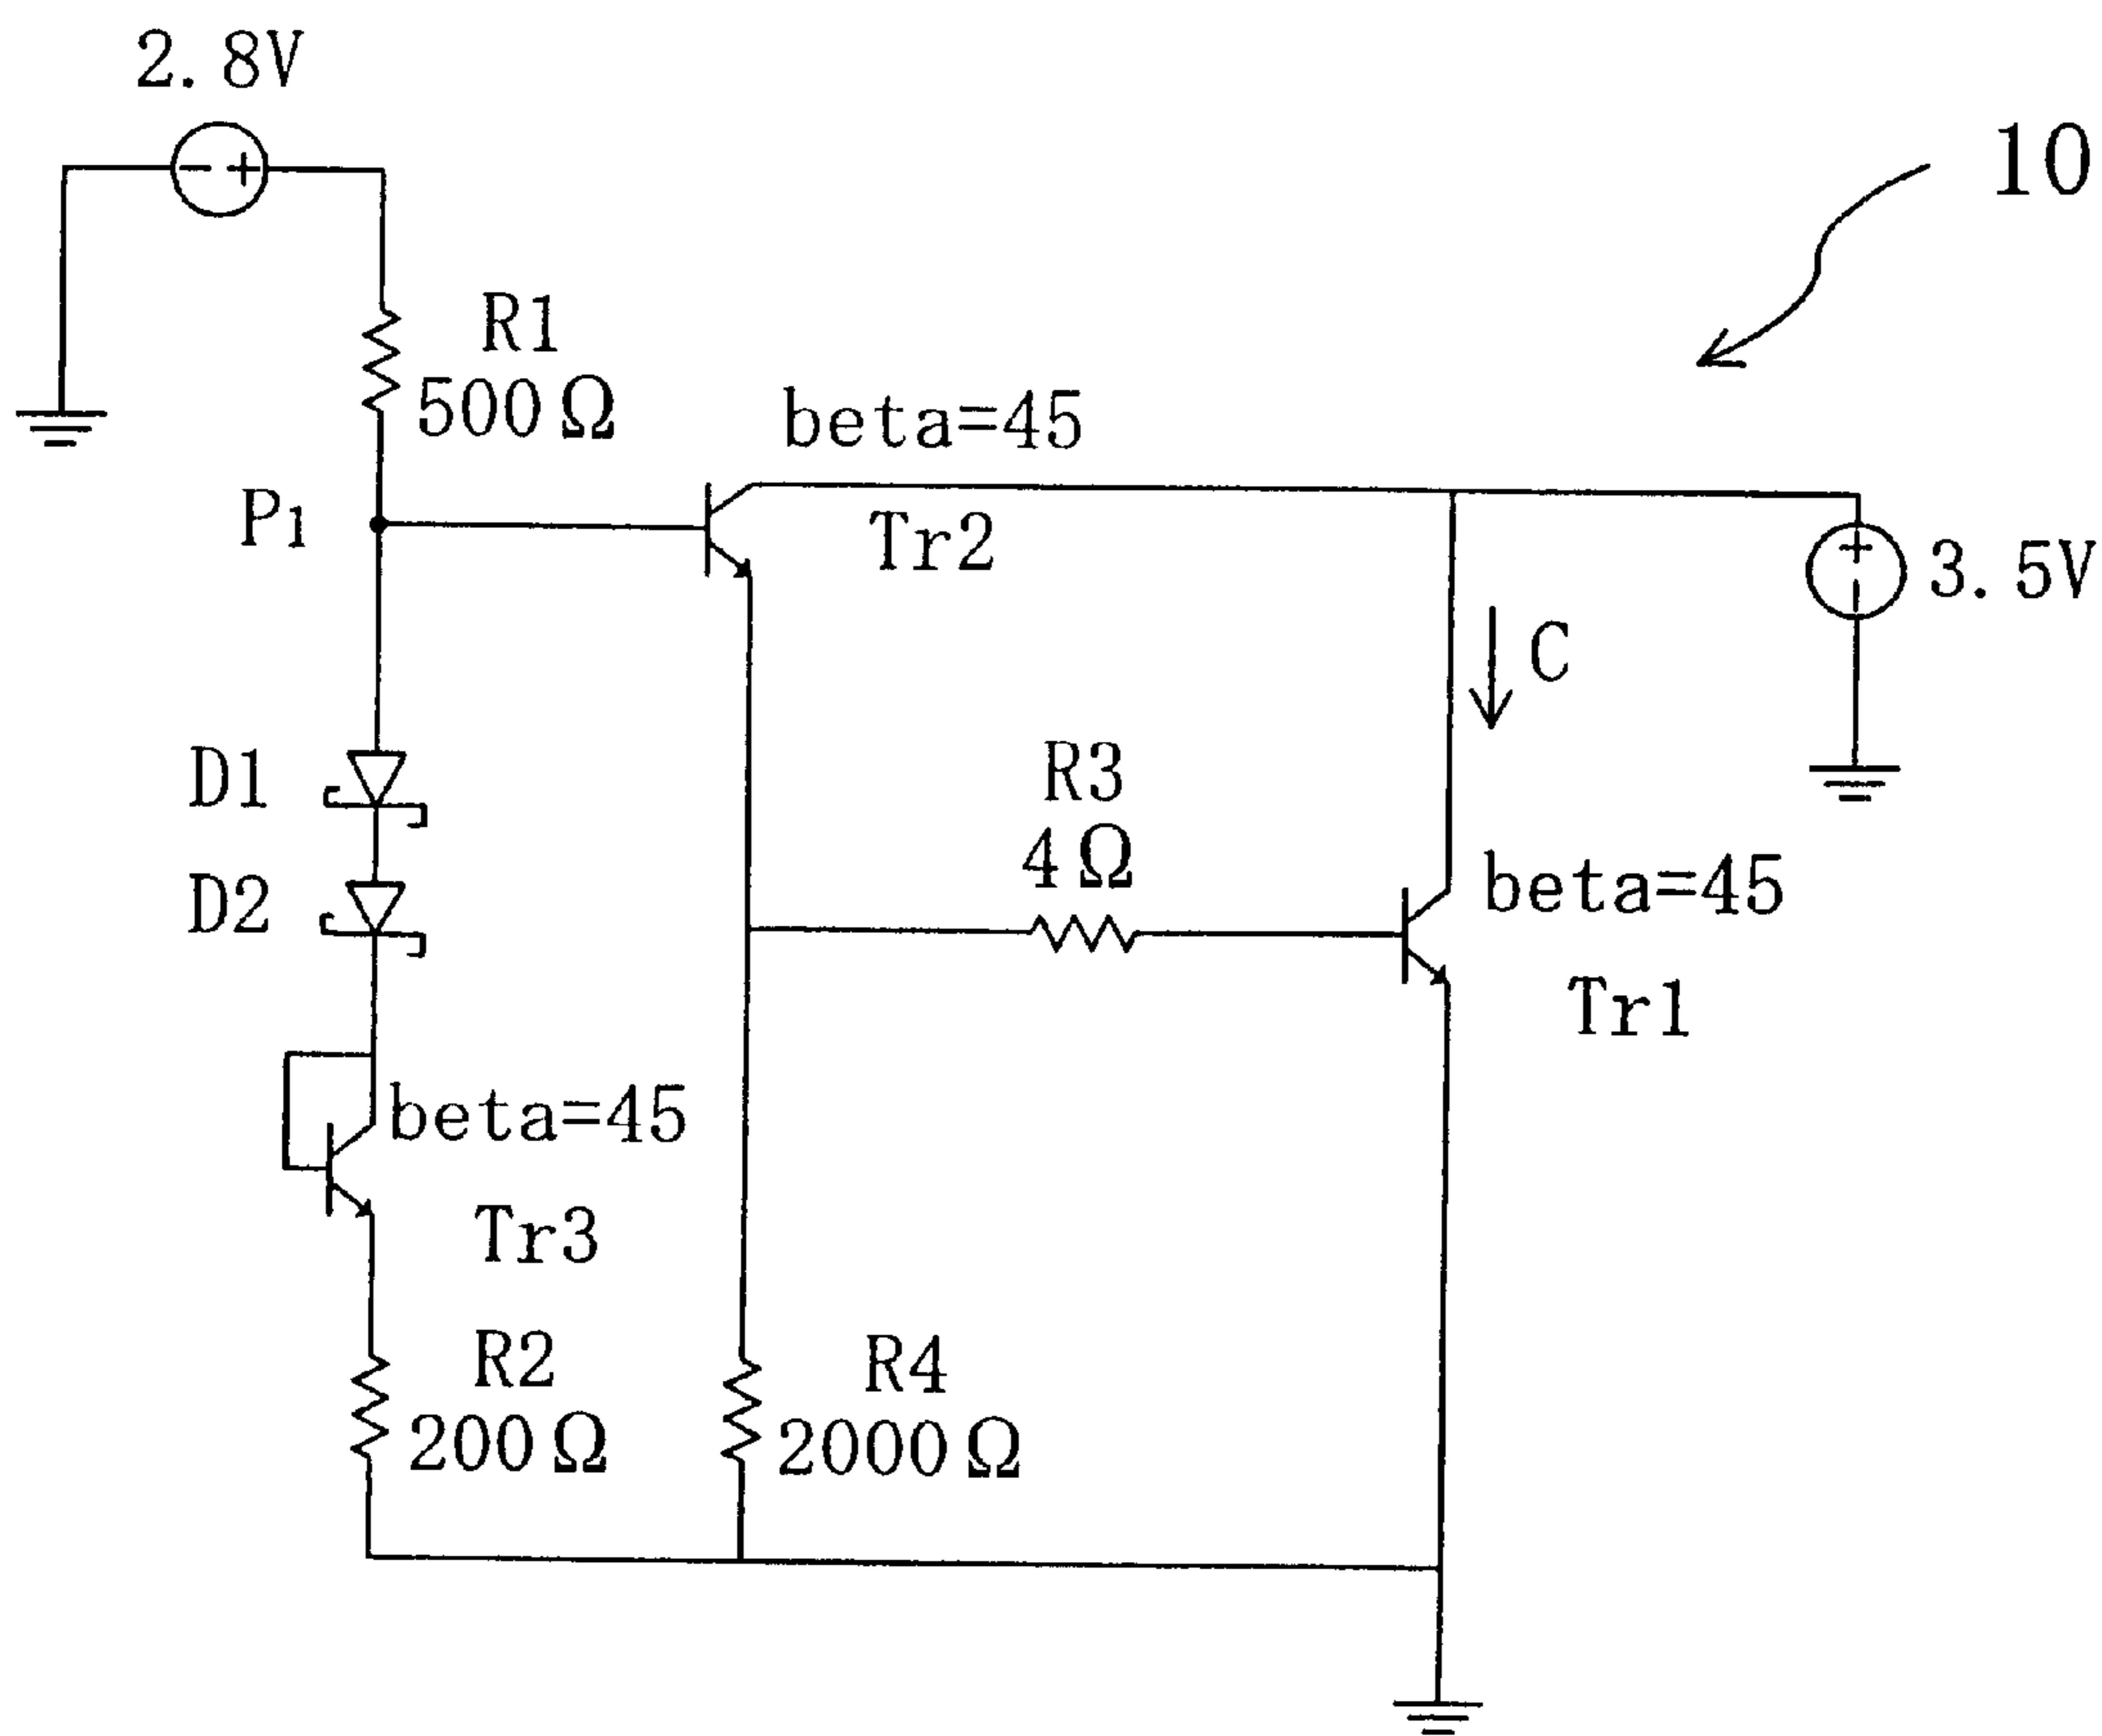 2.8V
10
R1
500Ω
beta=45
P1
Tr2
3.5V
C
D1
R3
4Ω
beta=45
D2
Tr1
beta=45
Tr3
R2
200Ω
R4
2000Ω